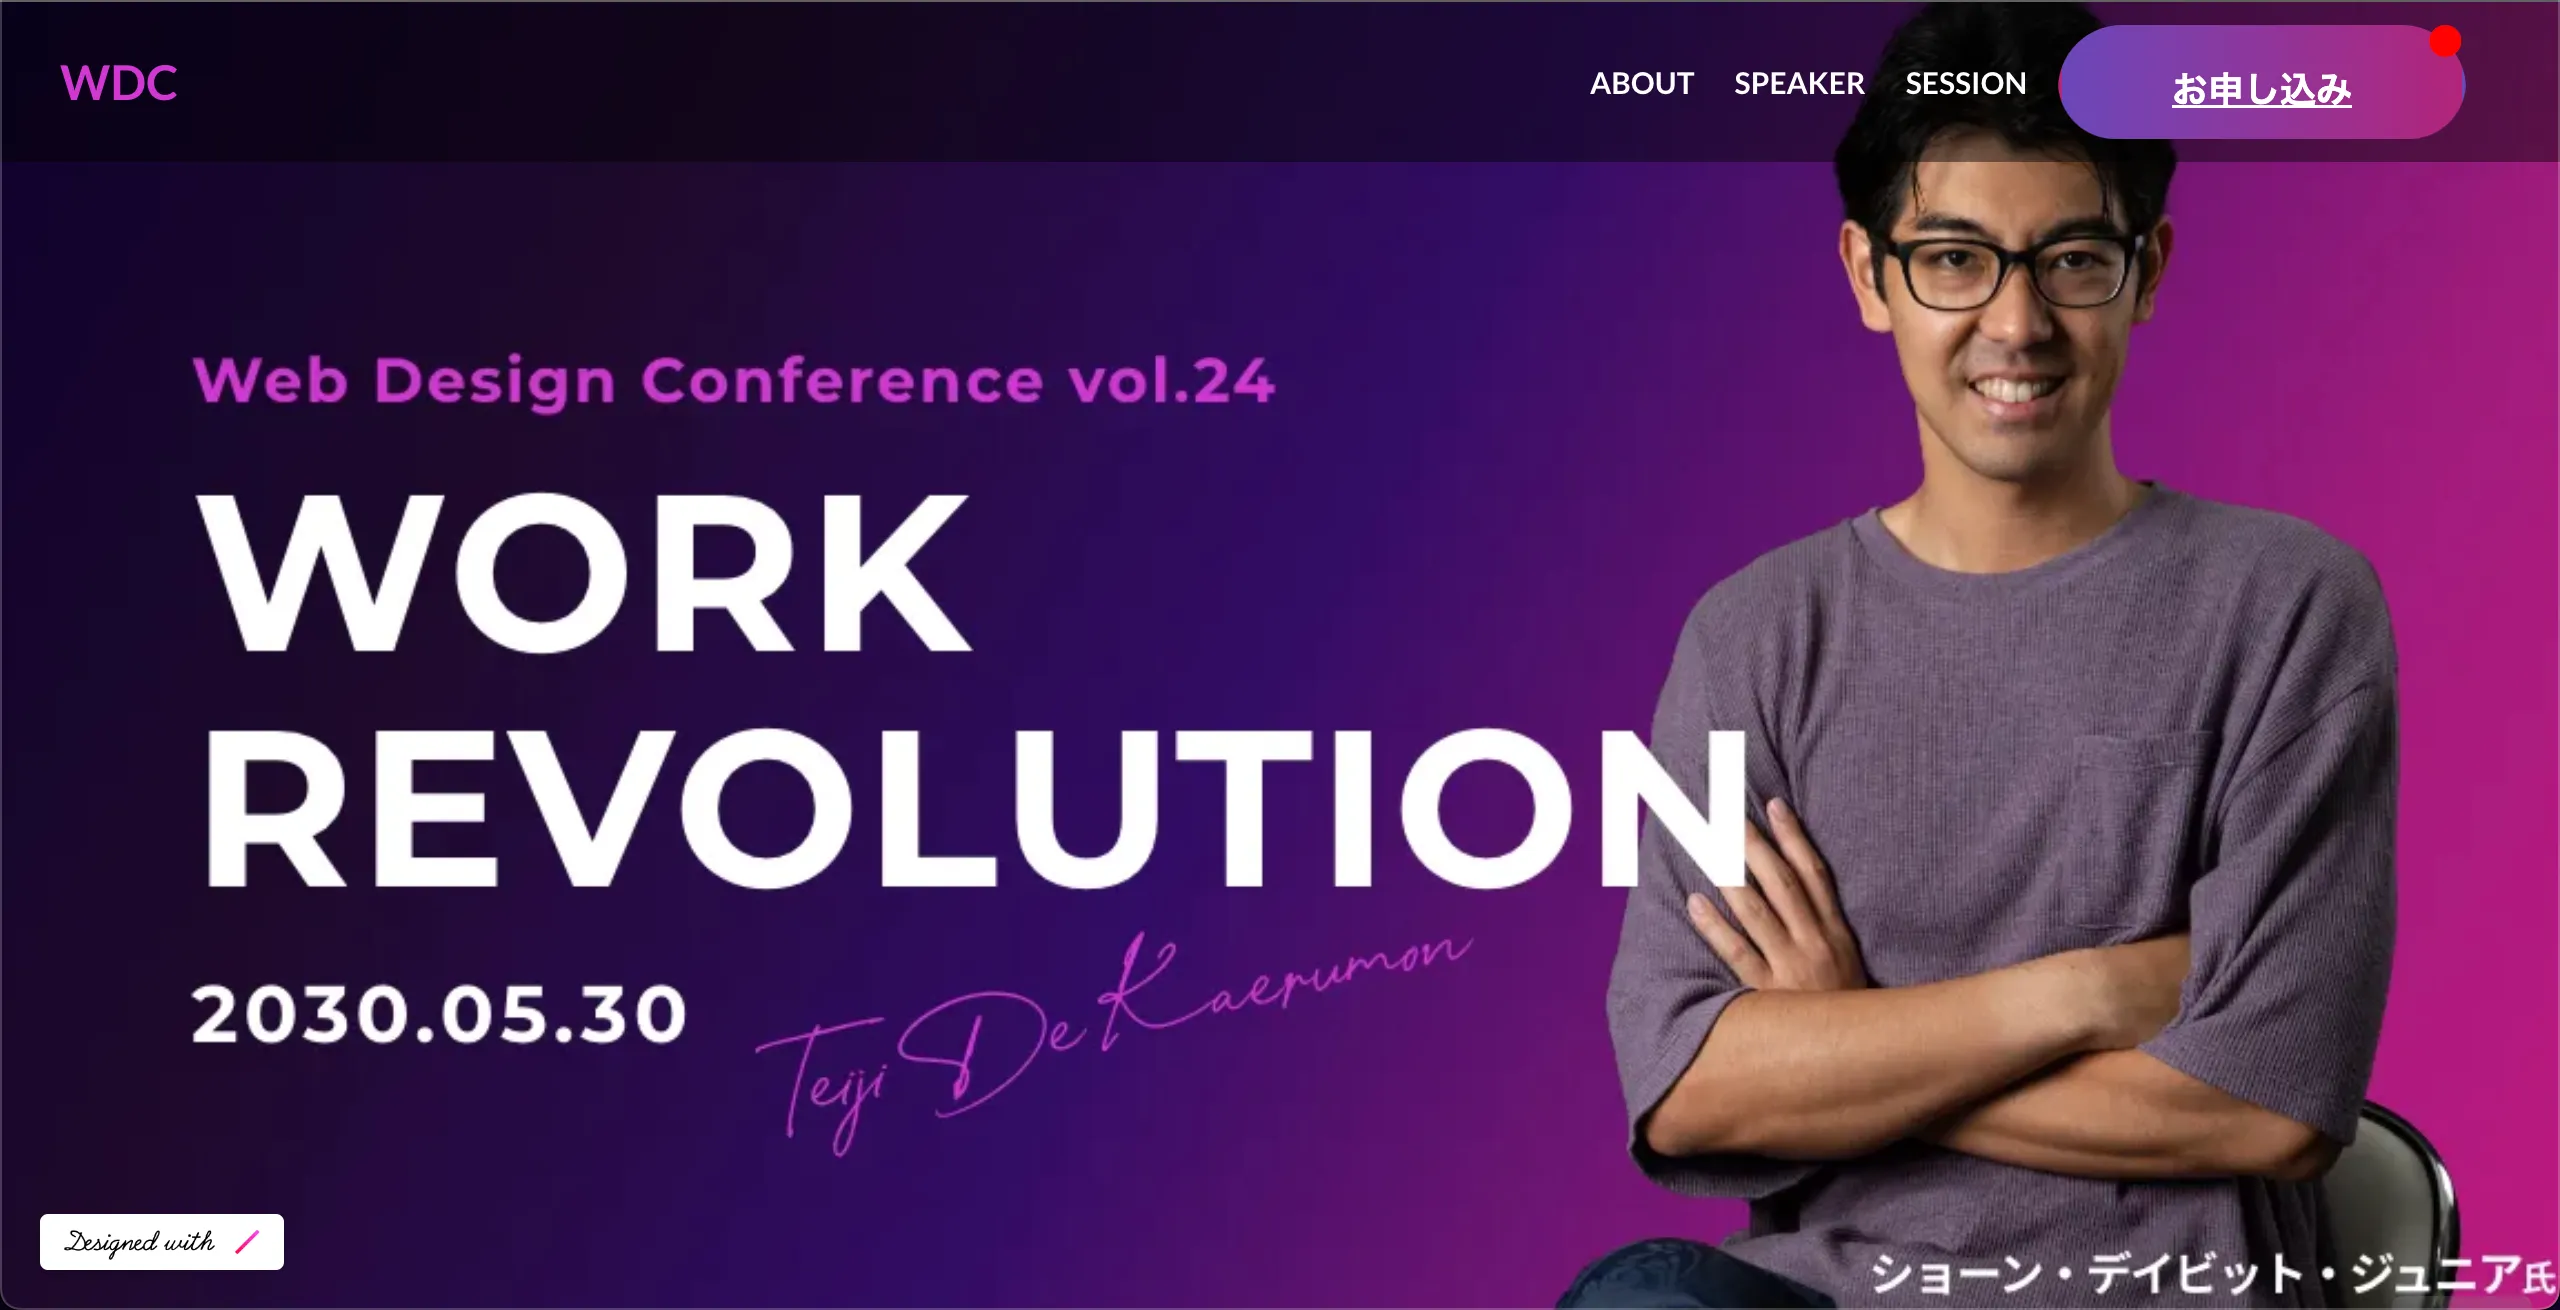 WDC
ABOUT SPEAKER SESSION お申し込み
Web Design Conference vol.24
WORK
REVOLUTION
2030.05.30
Teiji De Kaerumon
Designed with
ショーン・デイビット・ジュニア氏